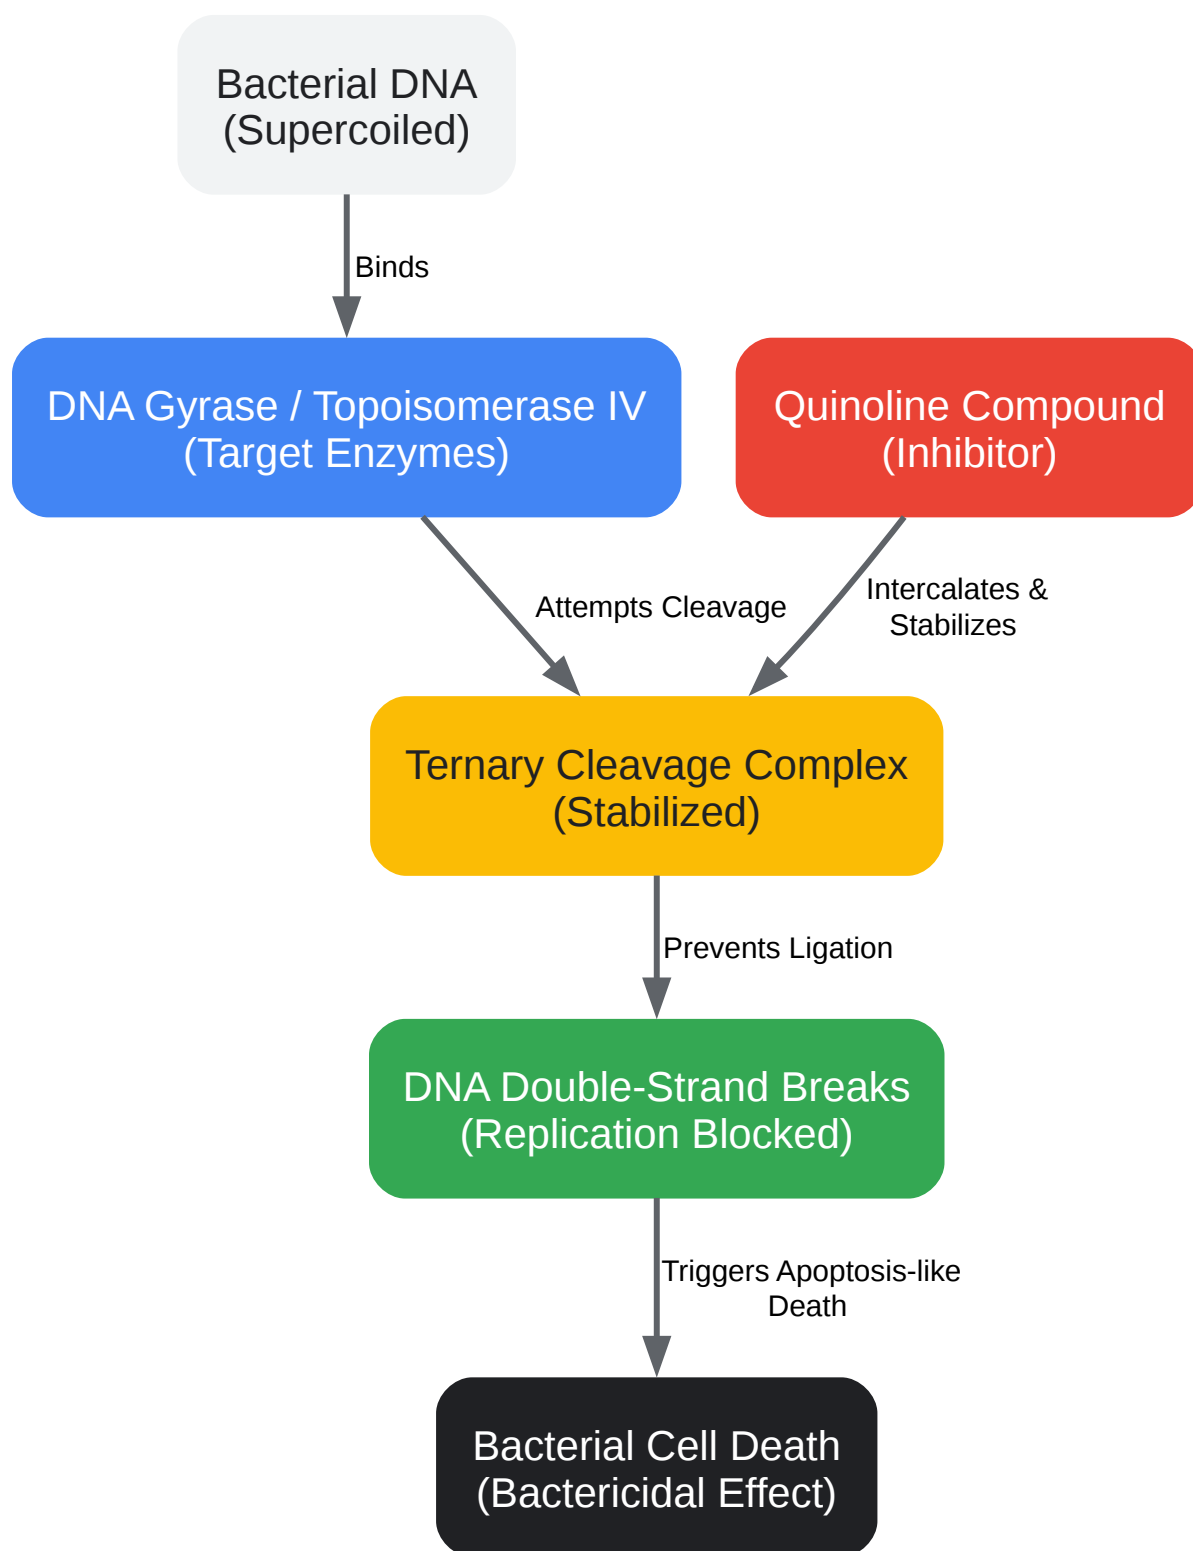 Bacterial DNA
(Supercoiled)
Binds
DNA Gyrase / Topoisomerase IV
(Target Enzymes)
Quinoline Compound
(Inhibitor)
Attempts Cleavage
Intercalates &
Stabilizes
Ternary Cleavage Complex
(Stabilized)
Prevents Ligation
DNA Double-Strand Breaks
(Replication Blocked)
Triggers Apoptosis-like
Death
Bacterial Cell Death
(Bactericidal Effect)